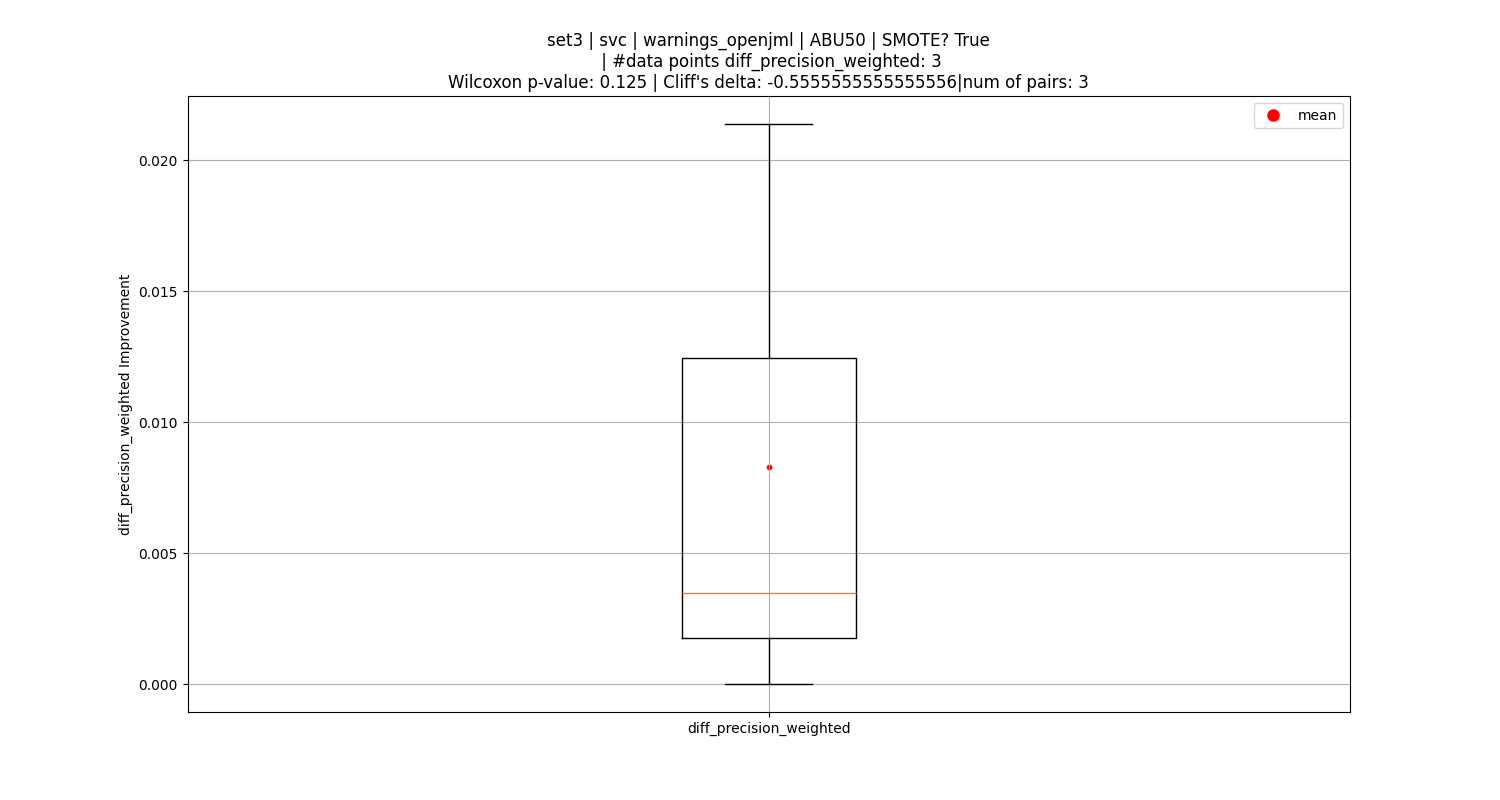 set3 | svc | warnings_openjml | ABU50 | SMOTE? True
| #data points diff_precision_weighted: 3
Wilcoxon p-value: 0.125 | Cliff's delta: -0.5555555555555556|num of pairs: 3
mean
0.020
0.015
0.010
0.005
0.000
diff_precision_weighted Improvement
diff_precision_weighted